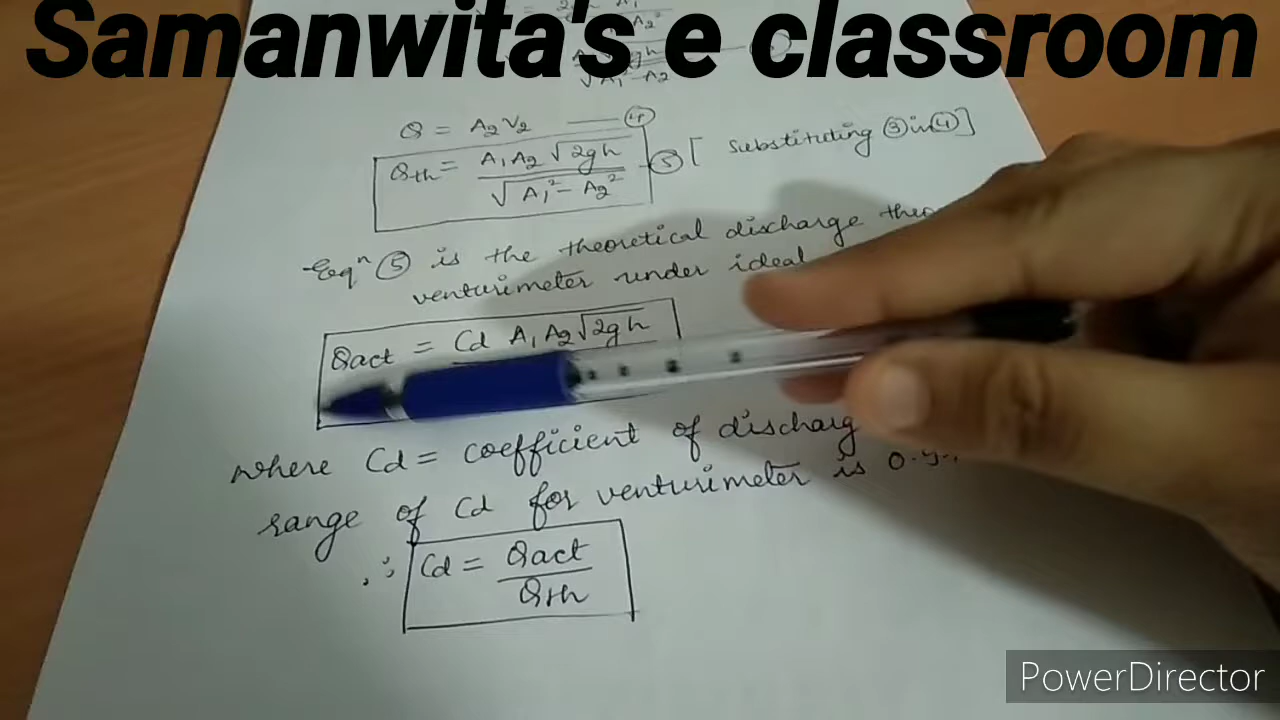 Samanwita's e classroom
Q = A₂V₂ —— ④
Qth = A₁A₂√2gh / √A₁² - A₂² — ⑤ [ Substituting ③ in ④ ]
Eqⁿ ⑤ is the theoretical discharge
venturimeter under ideal
Qact = Cd A₁A₂√2gh
where Cd = coefficient of
range of Cd for venturimeter is
∴ Cd = Qact / Qth
PowerDirector